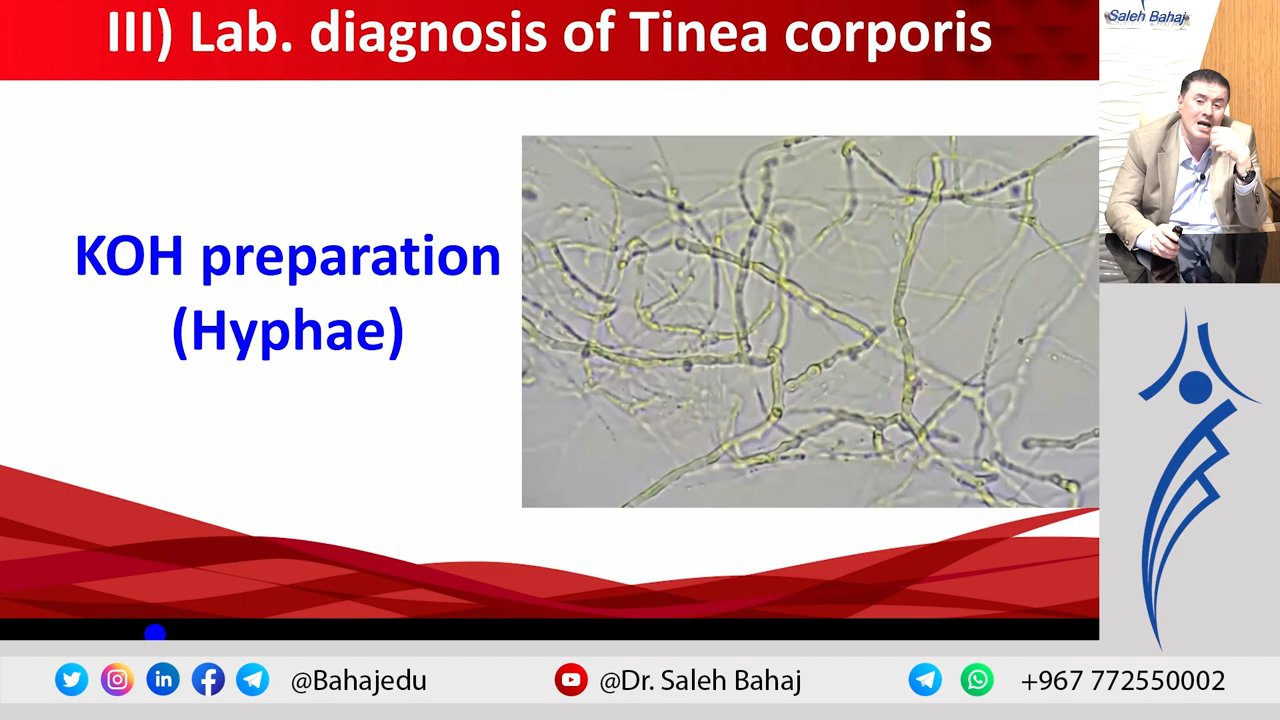 III) Lab. diagnosis of Tinea corporis
Saleh Bahaj
KOH preparation
(Hyphae)
@Bahajedu
@Dr. Saleh Bahaj
+967 772550002